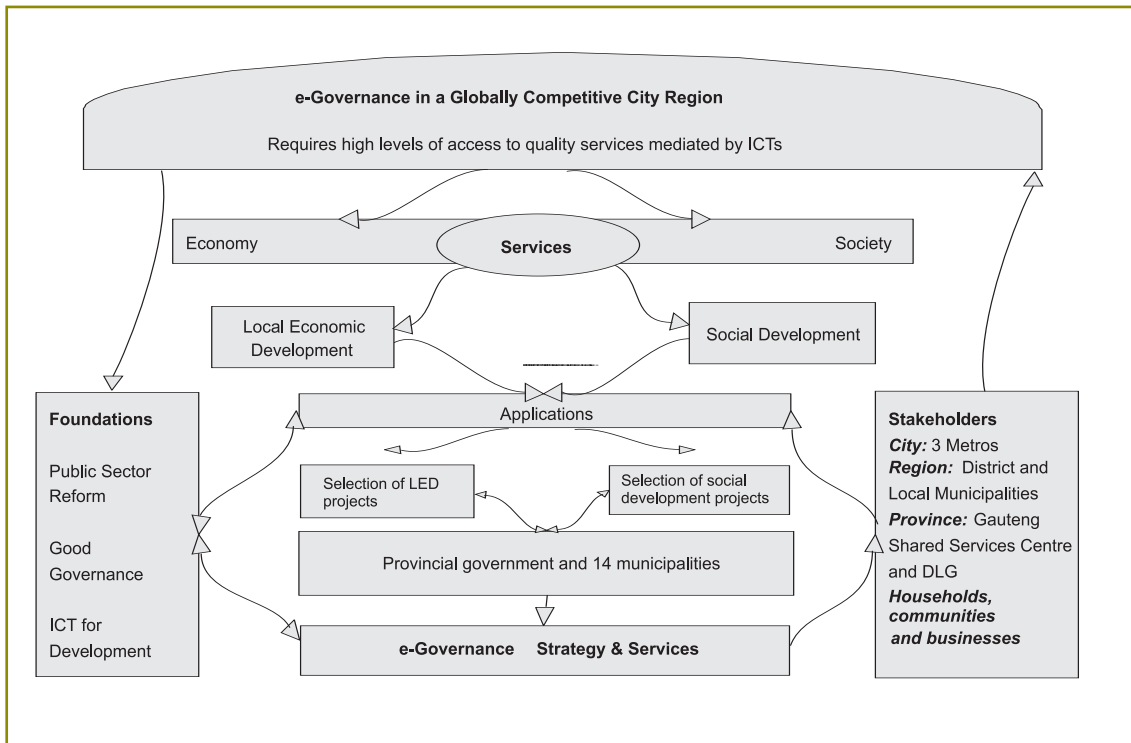 e-Governance in a Globally Competitive City Region
Requires high levels of access to quality services mediated by ICTs
Economy
Services
Society
Local Economic
Development
Social Development
Applications
Selection of LED
projects
Selection of social
development projects
Provincial government and 14 municipalities
e-Governance Strategy & Services
Foundations
Public Sector
Reform
Good
Governance
ICT for
Development
Stakeholders
City: 3 Metros
Region: District and
Local Municipalities
Province: Gauteng
Shared Services Centre
and DLG
Households,
communities
and businesses